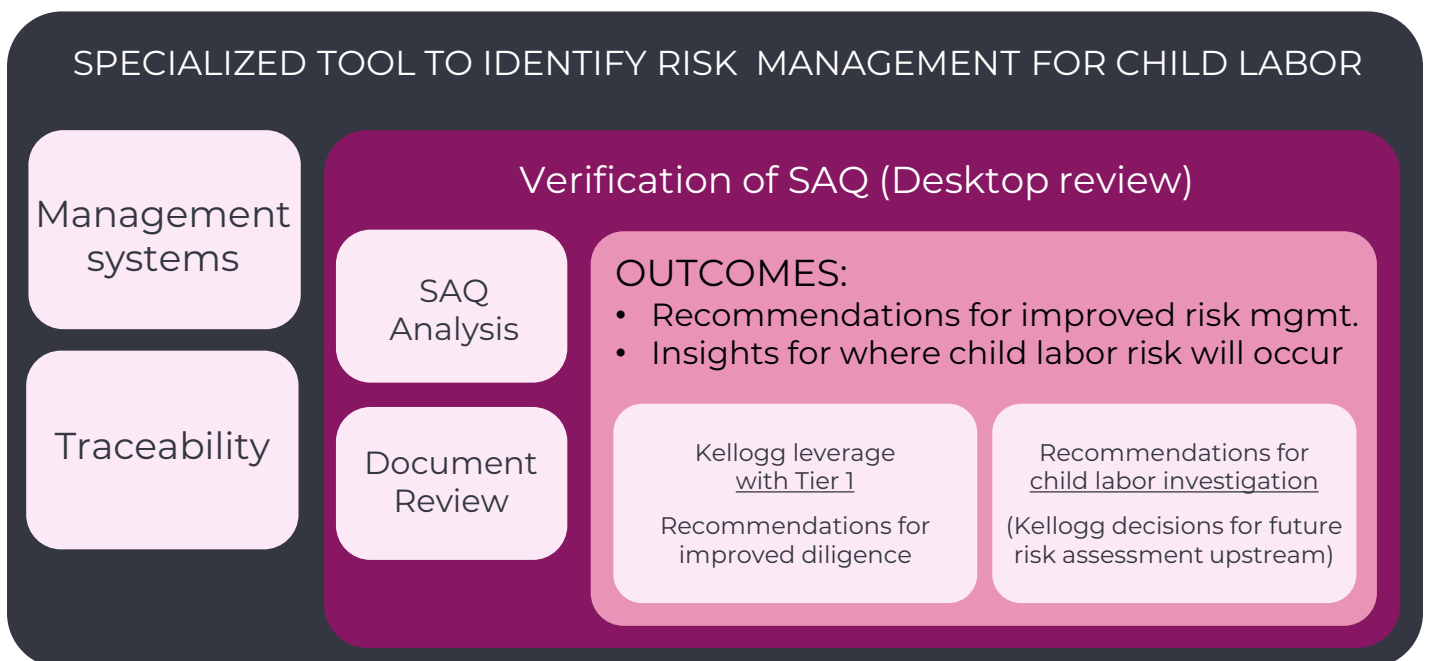 SPECIALIZED TOOL TO IDENTIFY RISK  MANAGEMENT FOR CHILD LABOR
Management
systems
Traceability
Verification of SAQ (Desktop review)
SAQ
Analysis
Document
Review
OUTCOMES:
• Recommendations for improved risk mgmt.
• Insights for where child labor risk will occur
Kellogg leverage
with Tier 1
Recommendations for
improved diligence
Recommendations for
child labor investigation
(Kellogg decisions for future
risk assessment upstream)